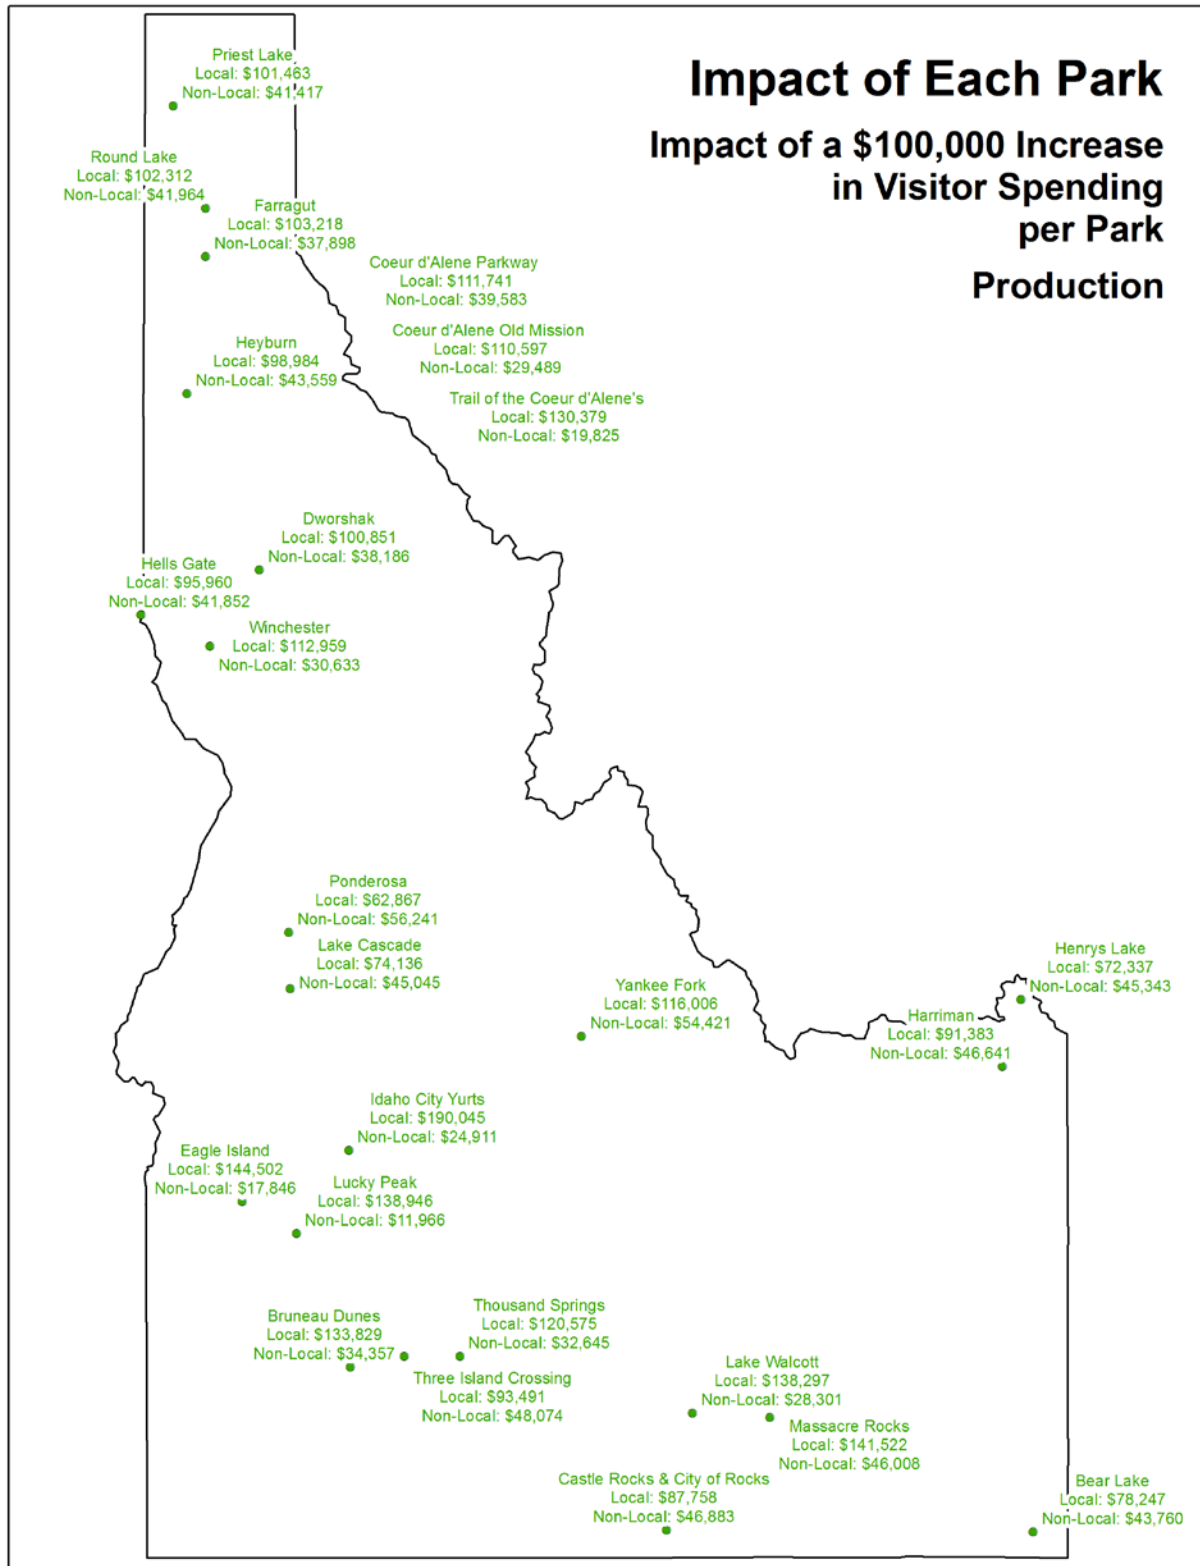 Impact of Each Park
Impact of a $100,000 Increase
in Visitor Spending
per Park
Production
Priest Lake
Local: $101,463
Non-Local: $41,417
Round Lake
Local: $102,312
Non-Local: $41,964
Farragut
Local: $103,218
Non-Local: $37,898
Coeur d'Alene Parkway
Local: $111,741
Non-Local: $39,583
Coeur d'Alene Old Mission
Local: $110,597
Non-Local: $29,489
Heyburn
Local: $98,984
Non-Local: $43,559
Trail of the Coeur d'Alene's
Local: $130,379
Non-Local: $19,825
Dworshak
Local: $100,851
Non-Local: $38,186
Hells Gate
Local: $95,960
Non-Local: $41,852
Winchester
Local: $112,959
Non-Local: $30,633
Ponderosa
Local: $62,867
Non-Local: $56,241
Lake Cascade
Local: $74,136
Non-Local: $45,045
Henrys Lake
Local: $72,337
Non-Local: $45,343
Yankee Fork
Local: $116,006
Non-Local: $54,421
Harriman
Local: $91,383
Non-Local: $46,641
Idaho City Yurts
Local: $190,045
Non-Local: $24,911
Eagle Island
Local: $144,502
Non-Local: $17,846
Lucky Peak
Local: $138,946
Non-Local: $11,966
Thousand Springs
Local: $120,575
Non-Local: $32,645
Bruneau Dunes
Local: $133,829
Non-Local: $34,357
Three Island Crossing
Local: $93,491
Non-Local: $48,074
Lake Walcott
Local: $138,297
Non-Local: $28,301
Massacre Rocks
Local: $141,522
Non-Local: $46,008
Castle Rocks & City of Rocks
Local: $87,758
Non-Local: $46,883
Bear Lake
Local: $78,247
Non-Local: $43,760